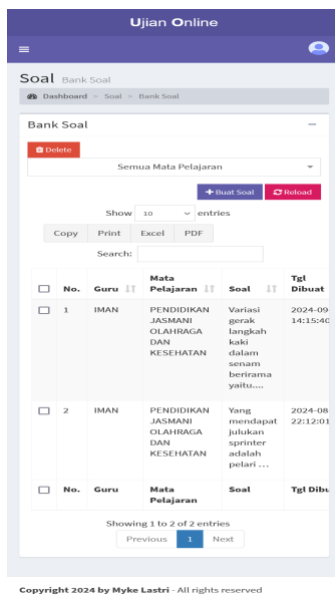 Ujian Online
Soal Bank Soal
Dashboard > Soal > Bank Soal
Bank Soal
Delete
Semua Mata Pelajaran
Buat Soal Reload
Show 10 entries
Copy Print Excel PDF
Search:
No. Guru Mata Pelajaran Soal Tgl Dibuat
1 IMAN PENDIDIKAN JASMANI OLAHRAGA DAN KESEHATAN Variasi gerak langkah kaki dalam senam berirama yaitu.... 2024-09 14:15:40
2 IMAN PENDIDIKAN JASMANI OLAHRAGA DAN KESEHATAN Yang mendapat julukan sprinter adalah pelari ... 2024-08 22:12:01
No. Guru Mata Pelajaran Soal Tgl Dibu
Showing 1 to 2 of 2 entries
Previous 1 Next
Copyright 2024 by Myke Lastri - All rights reserved